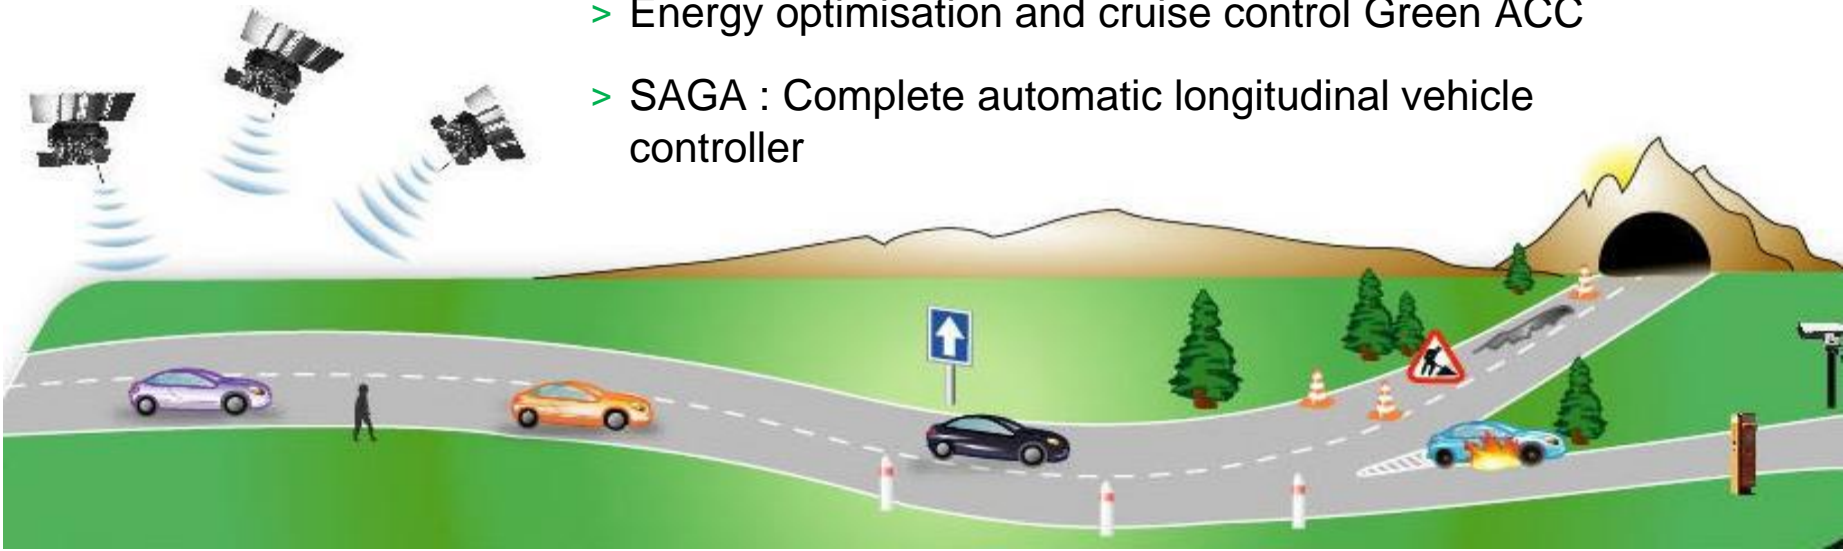 > Energy optimisation and cruise control Green ACC
> SAGA : Complete automatic longitudinal vehicle
controller